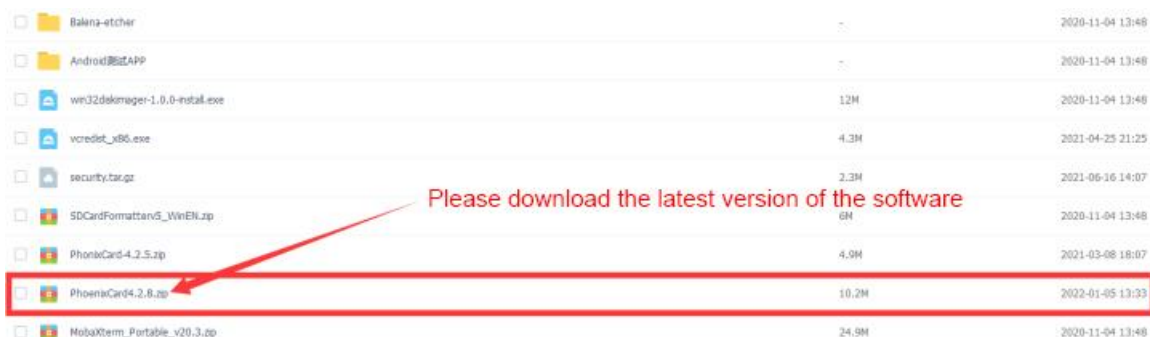 Balena-etcher - 2020-11-04 13:48
Android测试APP - 2020-11-04 13:48
win32diskimager-1.0.0-install.exe 12M 2020-11-04 13:48
vcredist_x86.exe 4.3M 2021-04-25 21:25
security.tar.gz 2.3M 2021-06-16 14:07
Please download the latest version of the software
SDCardFormatterv5_WinEN.zip 6M 2020-11-04 13:48
PhonixCard-4.2.5.zip 4.9M 2021-03-08 18:07
PhoenixCard4.2.8.zip 10.2M 2022-01-05 13:33
MobaXterm_Portable_v20.3.zip 24.9M 2020-11-04 13:48